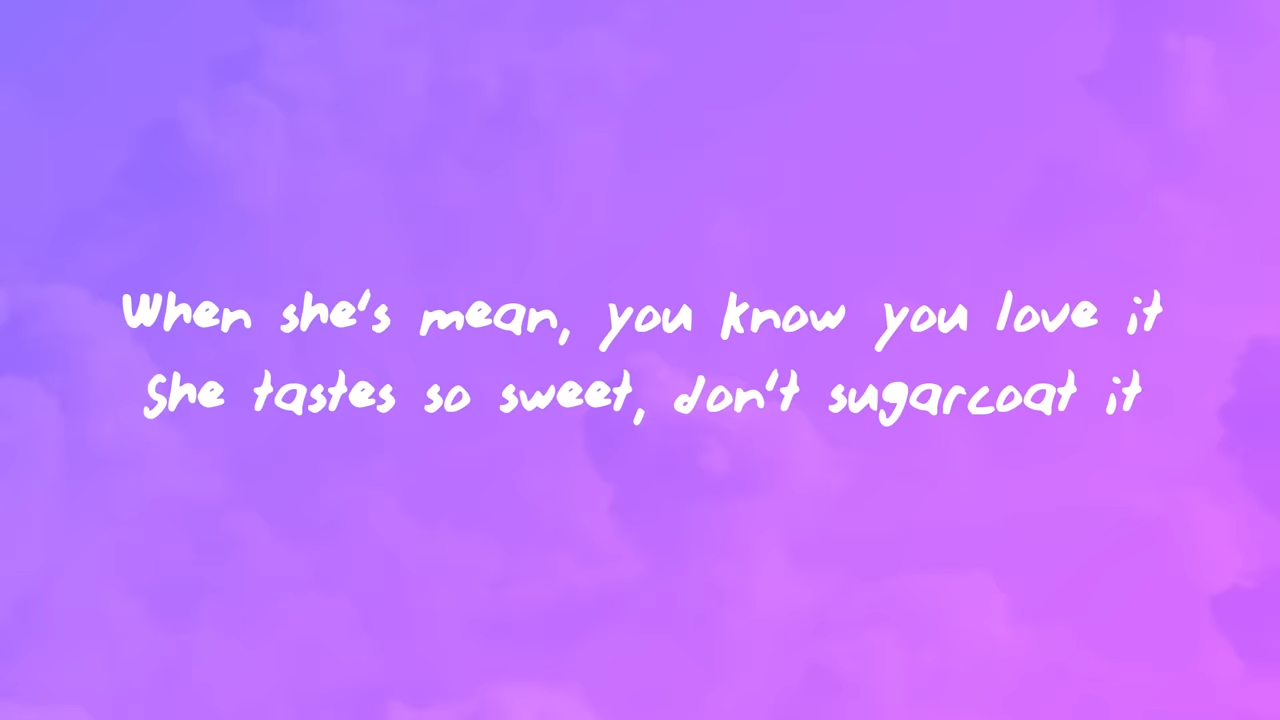 When she's mean, you know you love it
She tastes so sweet, don't sugarcoat it